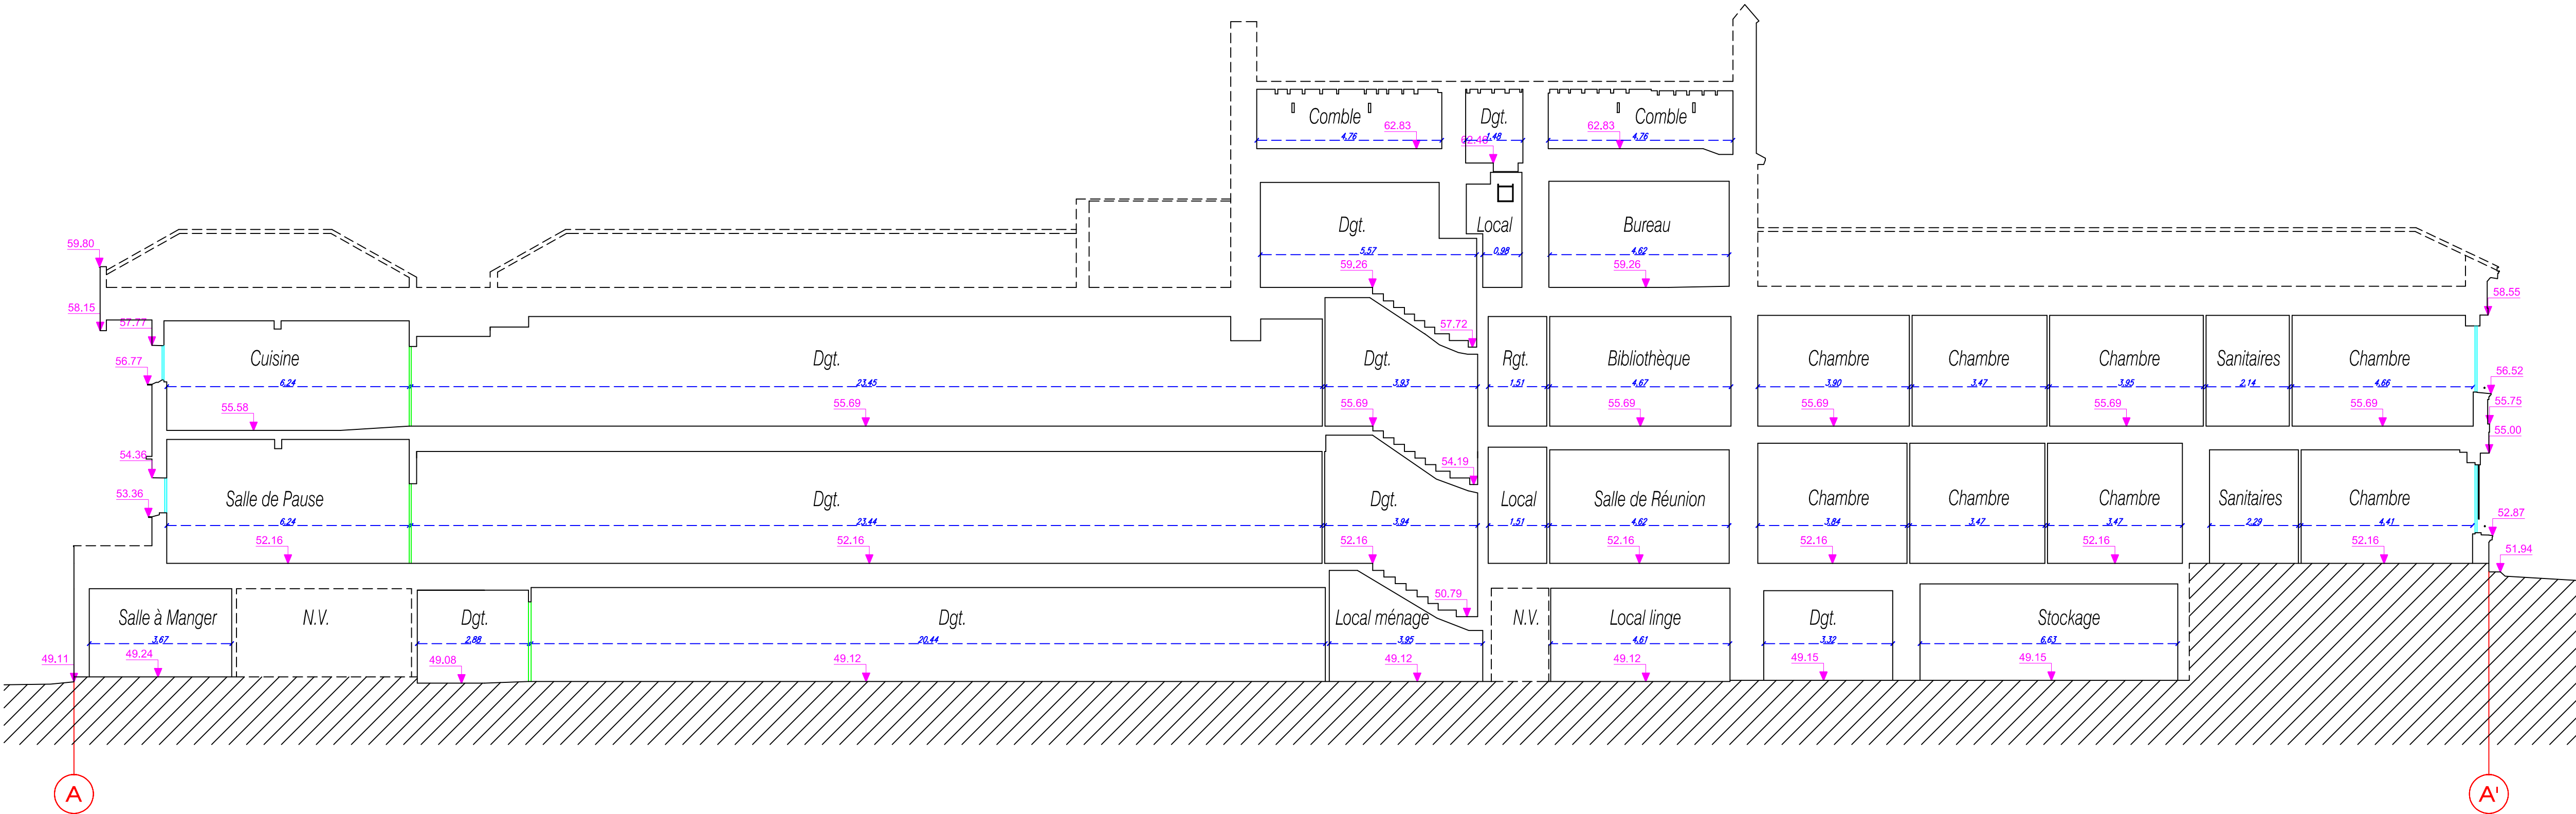 Comble
Dgt.
Comble
62.83
62.83
4,76
1,48
4,76
62.48
Dgt.
Local
Bureau
59.80
5,57
0,98
4,62
59.26
59.26
58.15
58.55
57.77
57.72
Cuisine
Dgt.
Dgt.
Rgt.
Bibliothèque
Chambre
Chambre
Chambre
Sanitaires
Chambre
56.77
56.52
6,24
23,45
3,93
1,51
4,67
3,90
3,47
3,95
2,14
4,66
55.58
55.69
55.69
55.69
55.69
55.69
55.69
55.75
55.00
54.36
54.19
53.36
Salle de Pause
Dgt.
Dgt.
Local
Salle de Réunion
Chambre
Chambre
Chambre
Sanitaires
Chambre
52.87
6,24
23,44
3,94
1,51
4,62
3,84
3,47
3,47
2,29
4,41
52.16
52.16
52.16
52.16
52.16
52.16
52.16
51.94
50.79
Salle à Manger
N.V.
Dgt.
Dgt.
Local ménage
N.V.
Local linge
Dgt.
Stockage
3,67
2,88
20,44
3,95
4,61
3,32
6,63
49.11
49.24
49.08
49.12
49.12
49.12
49.15
49.15
A
A'